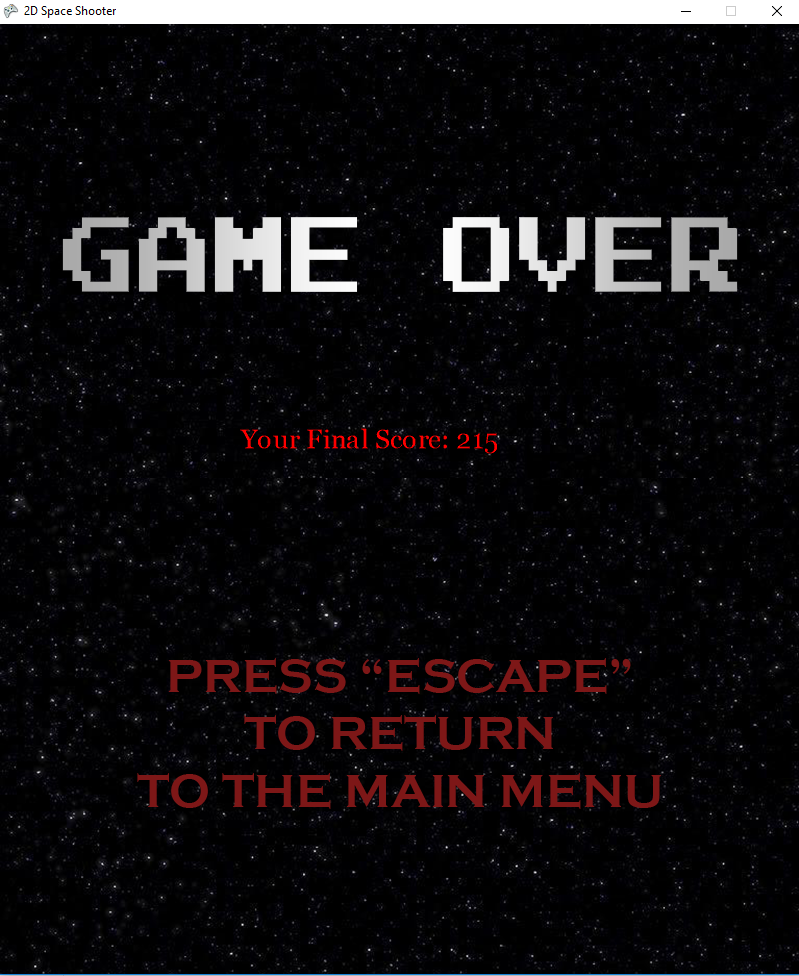 2D Space Shooter
GAME OVER
Your Final Score: 215
PRESS “ESCAPE”
TO RETURN
TO THE MAIN MENU